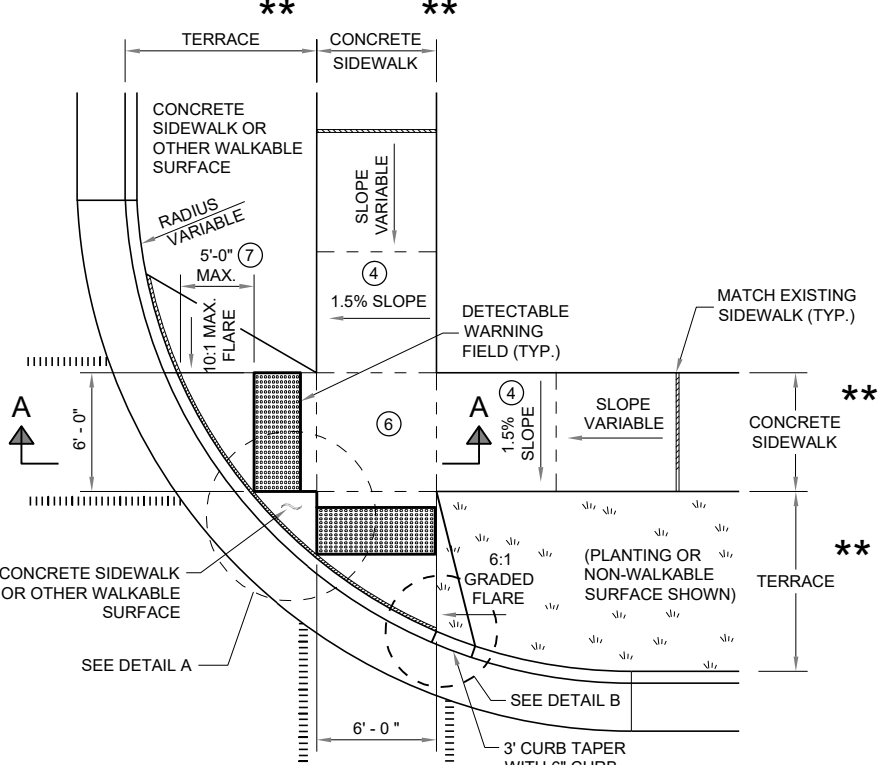 ** **
TERRACE
CONCRETE
SIDEWALK
CONCRETE
SIDEWALK OR
OTHER WALKABLE
SURFACE
SLOPE
VARIABLE
RADIUS
VARIABLE
5'-0" 7
MAX.
10:1 MAX.
FLARE
4
1.5% SLOPE
DETECTABLE
WARNING
FIELD (TYP.)
MATCH EXISTING
SIDEWALK (TYP.)
A
6' - 0"
6
A
4
1.5%
SLOPE
SLOPE
VARIABLE
**
CONCRETE
SIDEWALK
CONCRETE SIDEWALK
OR OTHER WALKABLE
SURFACE
6:1
GRADED
FLARE
(PLANTING OR
NON-WALKABLE
SURFACE SHOWN)
**
TERRACE
SEE DETAIL A
SEE DETAIL B
6' - 0 "
3' CURB TAPER
WITH 6" CURB